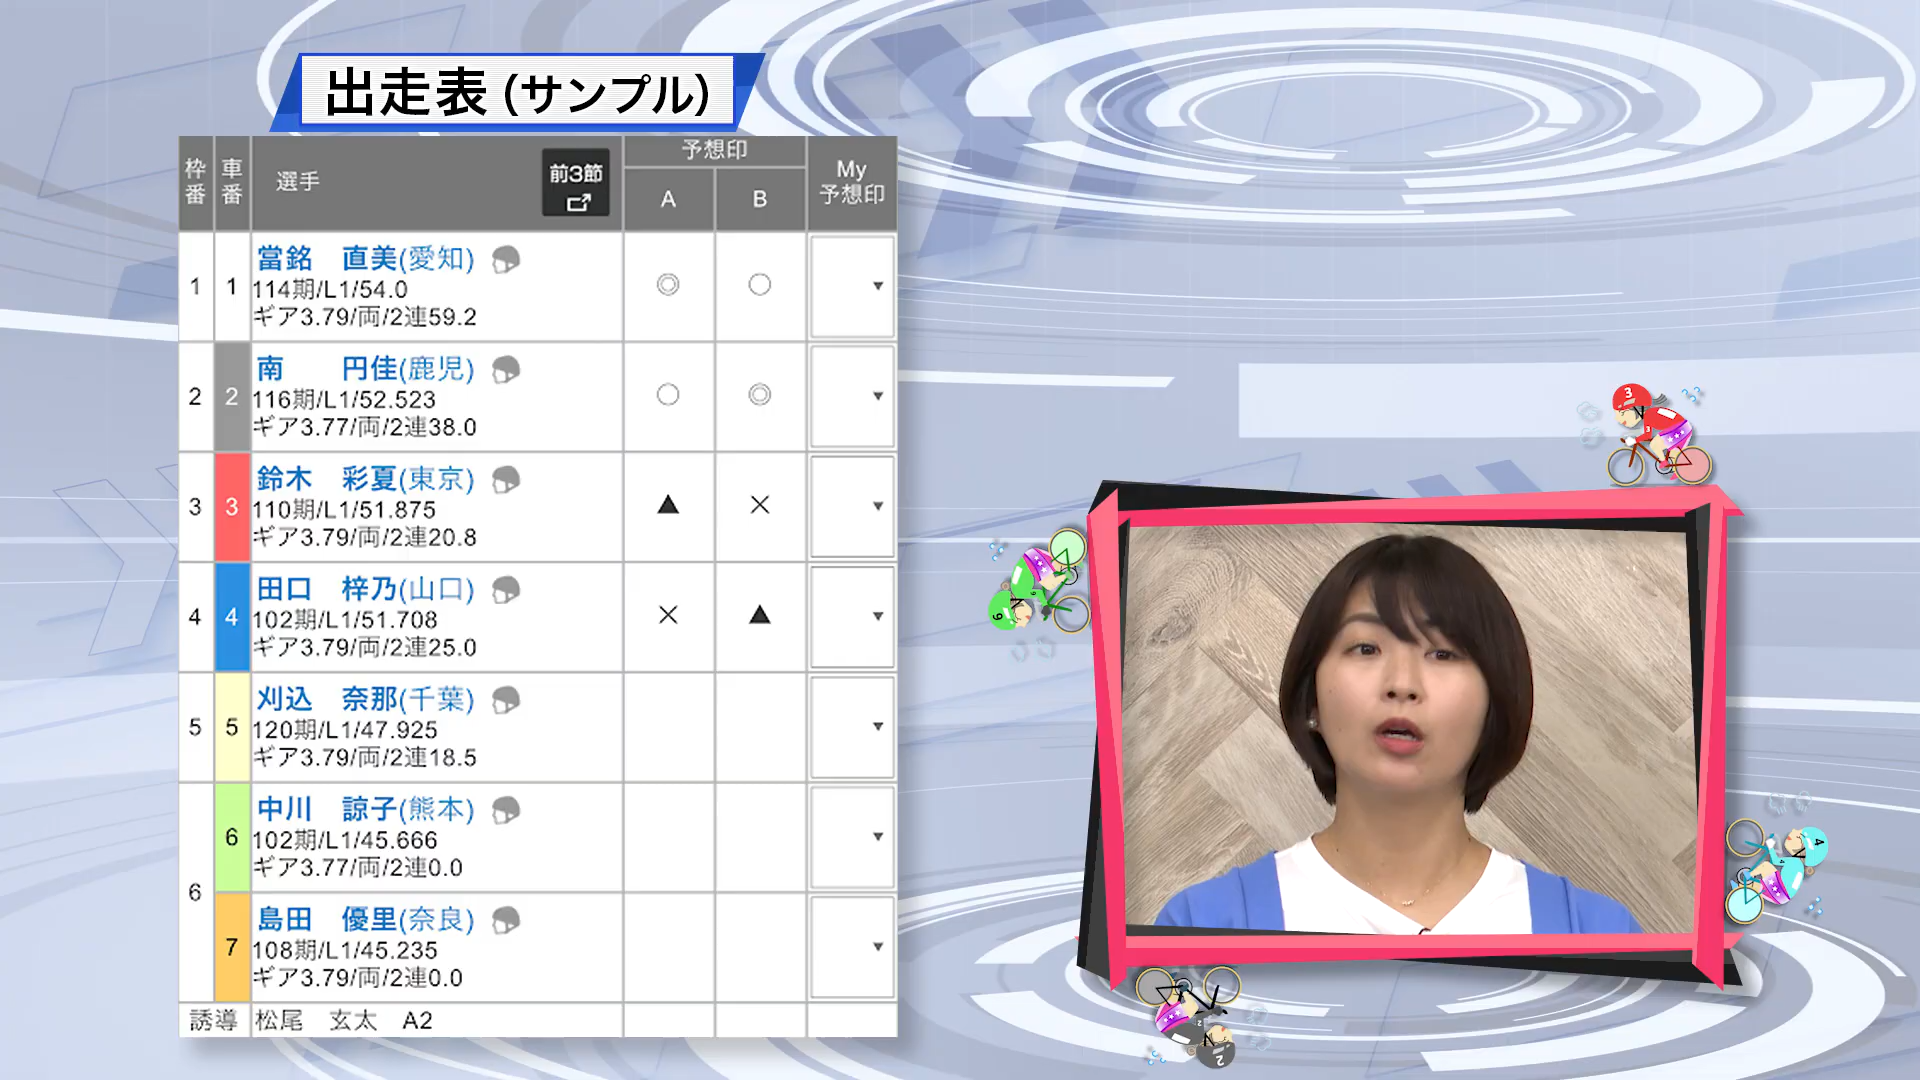 出走表(サンプル)
枠番 車番 選手 前3節 予想印 A B My予想印
1 1 當銘 直美(愛知) ◎ ○
114期/L1/54.0
ギア3.79/両/2連59.2
2 2 南 円佳(鹿児) ○ ◎
116期/L1/52.523
ギア3.77/両/2連38.0
3 3 鈴木 彩夏(東京) ▲ ×
110期/L1/51.875
ギア3.79/両/2連20.8
4 4 田口 梓乃(山口) × ▲
102期/L1/51.708
ギア3.79/両/2連25.0
5 5 刈込 奈那(千葉)
120期/L1/47.925
ギア3.79/両/2連18.5
6 6 中川 諒子(熊本)
102期/L1/45.666
ギア3.77/両/2連0.0
7 島田 優里(奈良)
108期/L1/45.235
ギア3.79/両/2連0.0
誘導 松尾 玄太 A2
3
6
4
2